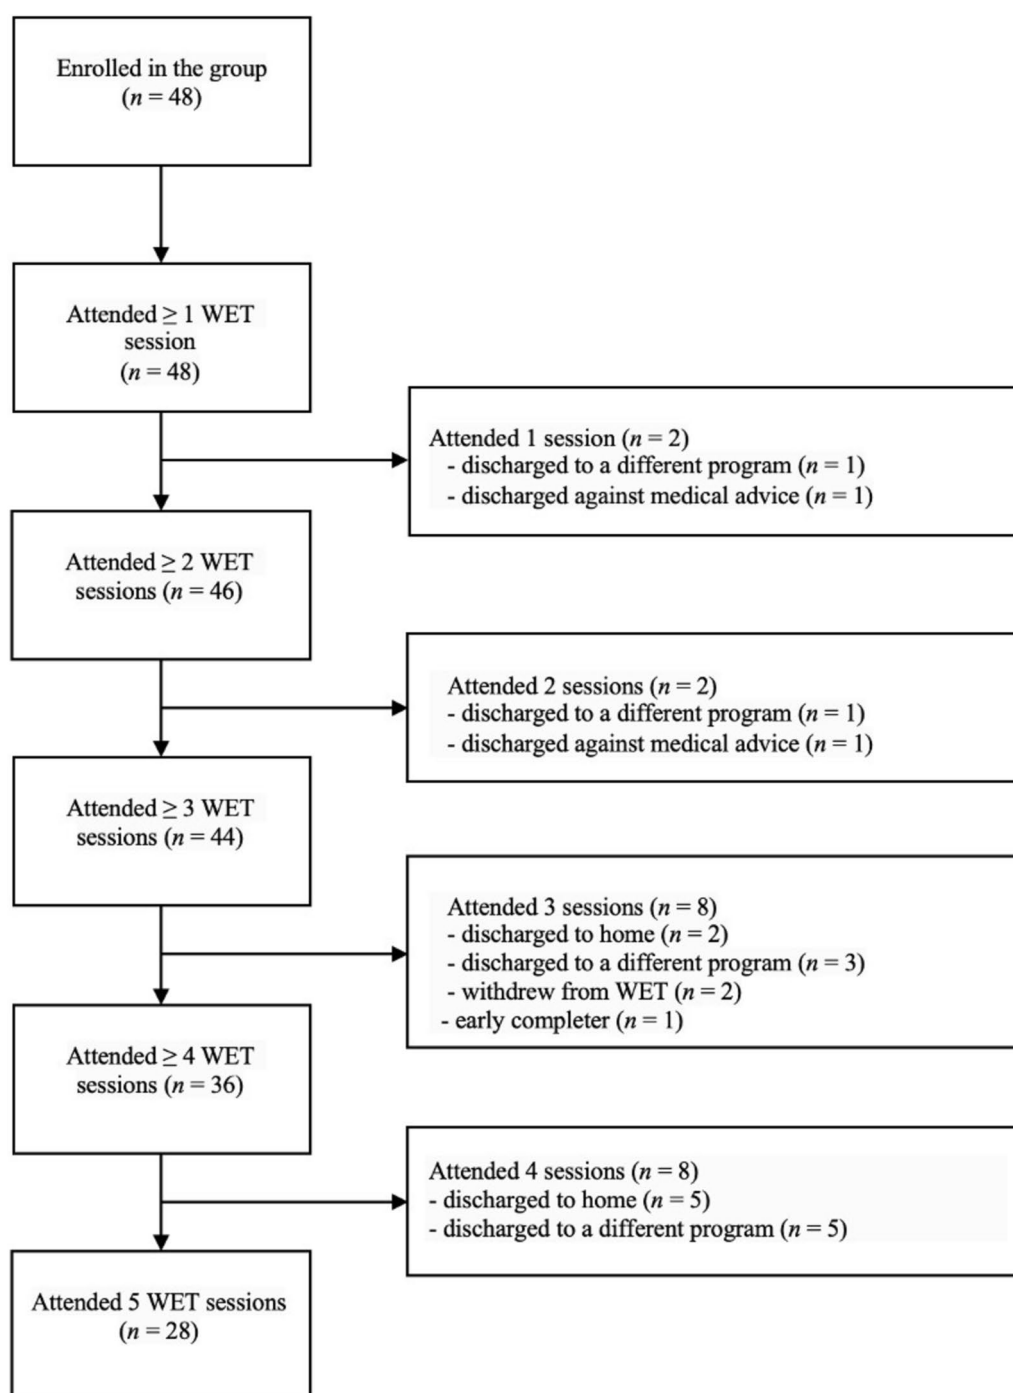 Enrolled in the group
(n = 48)
Attended ≥ 1 WET
session
(n = 48)
Attended 1 session (n = 2)
- discharged to a different program (n = 1)
- discharged against medical advice (n = 1)
Attended ≥ 2 WET
sessions (n = 46)
Attended 2 sessions (n = 2)
- discharged to a different program (n = 1)
- discharged against medical advice (n = 1)
Attended ≥ 3 WET
sessions (n = 44)
Attended 3 sessions (n = 8)
- discharged to home (n = 2)
- discharged to a different program (n = 3)
- withdrew from WET (n = 2)
- early completer (n = 1)
Attended ≥ 4 WET
sessions (n = 36)
Attended 4 sessions (n = 8)
- discharged to home (n = 5)
- discharged to a different program (n = 5)
Attended 5 WET sessions
(n = 28)